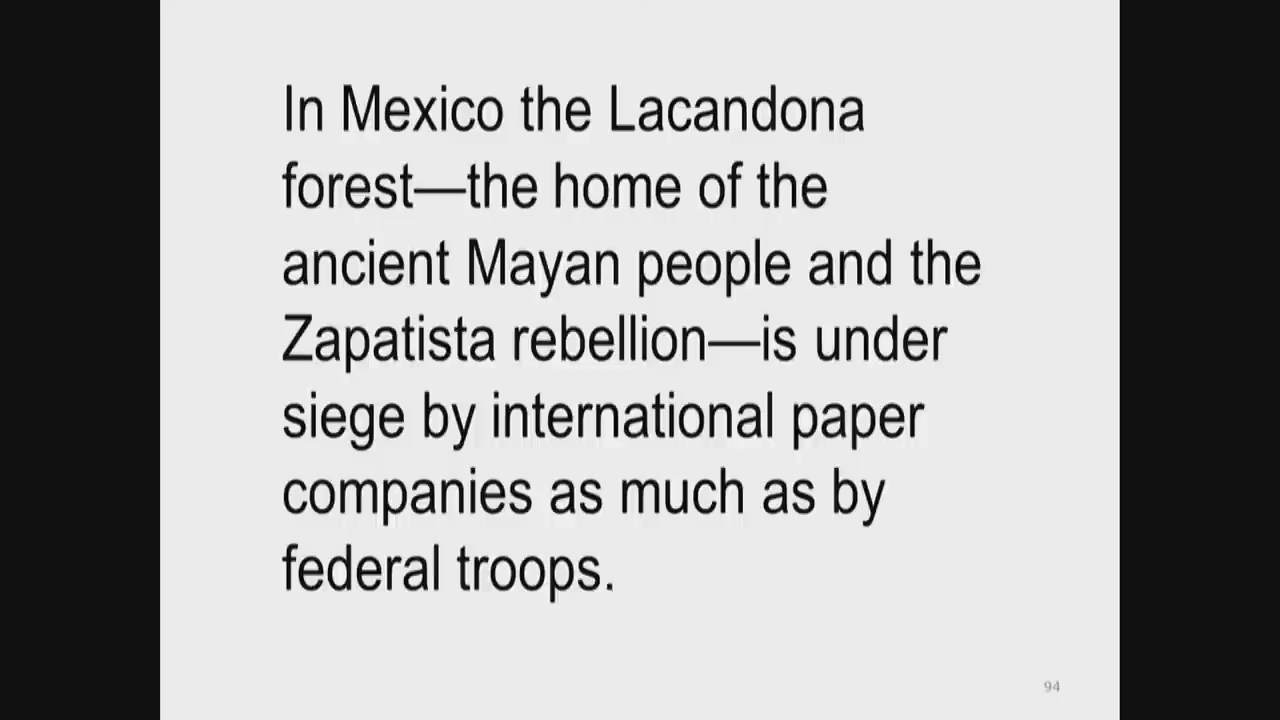 In Mexico the Lacandona
forest—the home of the
ancient Mayan people and the
Zapatista rebellion—is under
siege by international paper
companies as much as by
federal troops.
94